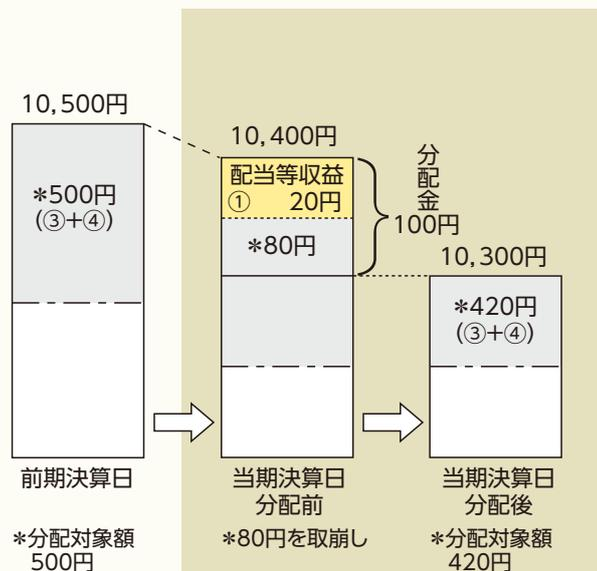 10,500円
*500円
(③+④)
前期決算日
*分配対象額
500円
10,400円
配当等収益
① 20円
*80円
分配金
100円
当期決算日
分配前
*80円を取崩し
10,300円
*420円
(③+④)
当期決算日
分配後
*分配対象額
420円